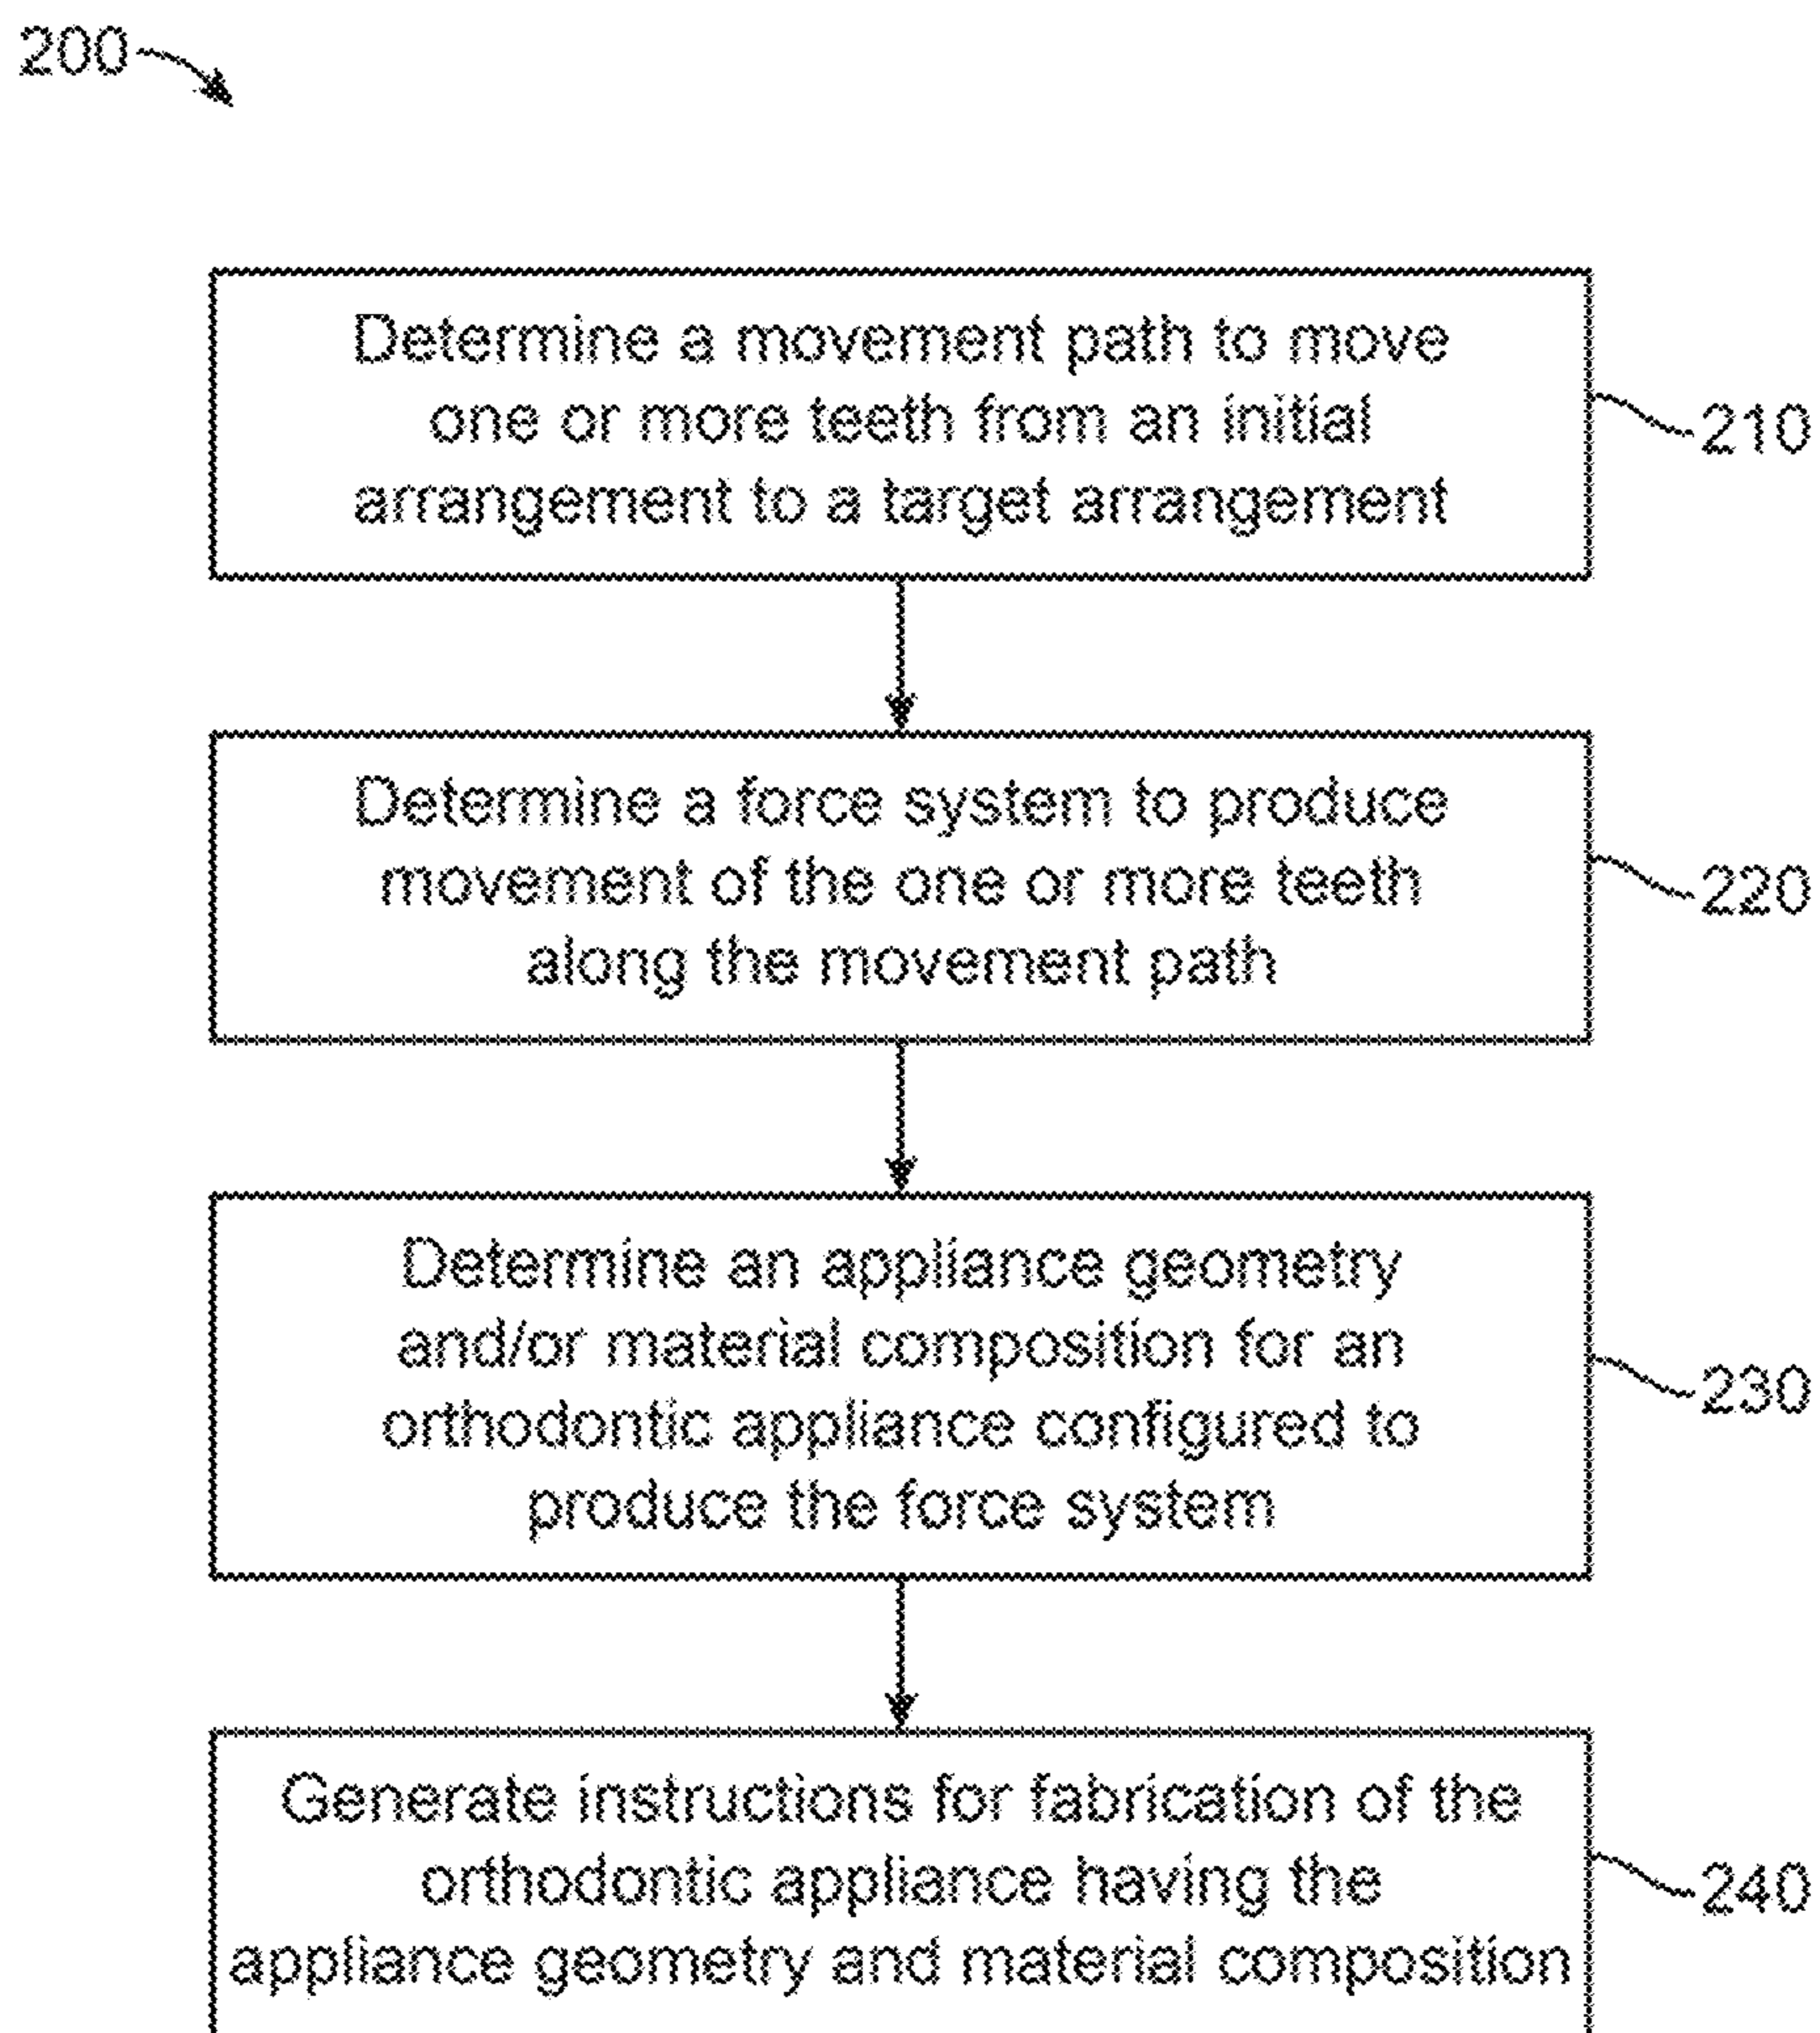 200
Determine a movement path to move
one or more teeth from an initial
arrangement to a target arrangement
210
Determine a force system to produce
movement of the one or more teeth
along the movement path
220
Determine an appliance geometry
and/or material composition for an
orthodontic appliance configured to
produce the force system
230
Generate instructions for fabrication of the
orthodontic appliance having the
appliance geometry and material composition
240